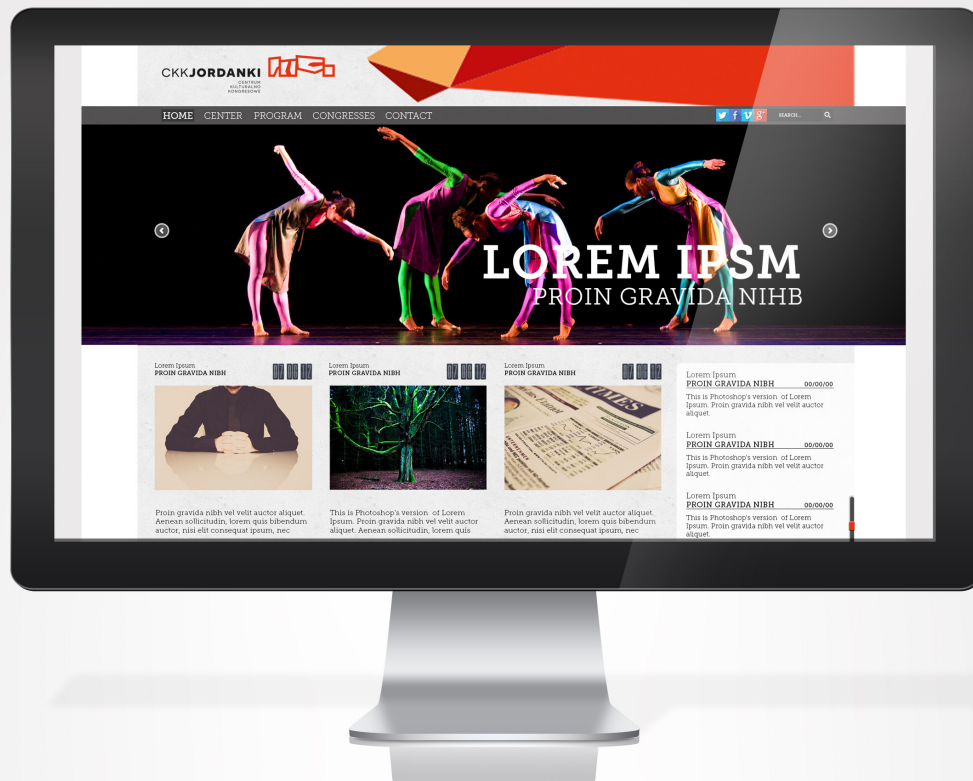 CKKJORDANKI
CENTRUM
KULTURALNO
KONGRESOWE
HOME CENTER PROGRAM CONGRESSES CONTACT
SEARCH...
LOREM IPSM
PROIN GRAVIDA NIHB
Lorem Ipsum
PROIN GRAVIDA NIBH
Lorem Ipsum
PROIN GRAVIDA NIBH
Lorem Ipsum
PROIN GRAVIDA NIBH
TIMES
Proin gravida nibh vel velit auctor aliquet.
Aenean sollicitudin, lorem quis bibendum
auctor, nisi elit consequat ipsum, nec
This is Photoshop's version of Lorem
Ipsum. Proin gravida nibh vel velit auctor
aliquet. Aenean sollicitudin, lorem quis
Proin gravida nibh vel velit auctor aliquet.
Aenean sollicitudin, lorem quis bibendum
auctor, nisi elit consequat ipsum, nec
Lorem Ipsum
PROIN GRAVIDA NIBH 00/00/00
This is Photoshop's version of Lorem
Ipsum. Proin gravida nibh vel velit auctor
aliquet.
Lorem Ipsum
PROIN GRAVIDA NIBH 00/00/00
This is Photoshop's version of Lorem
Ipsum. Proin gravida nibh vel velit auctor
aliquet.
Lorem Ipsum
PROIN GRAVIDA NIBH 00/00/00
This is Photoshop's version of Lorem
Ipsum. Proin gravida nibh vel velit auctor
aliquet.